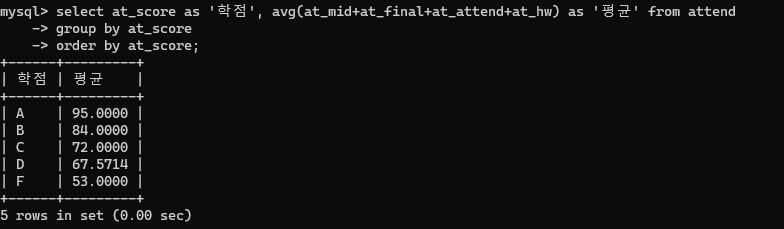 mysql> select at_score as '학점', avg(at_mid+at_final+at_attend+at_hw) as '평균' from attend
    -> group by at_score
    -> order by at_score;
+------+---------+
| 학점 | 평균    |
+------+---------+
| A    | 95.0000 |
| B    | 84.0000 |
| C    | 72.0000 |
| D    | 67.5714 |
| F    | 53.0000 |
+------+---------+
5 rows in set (0.00 sec)